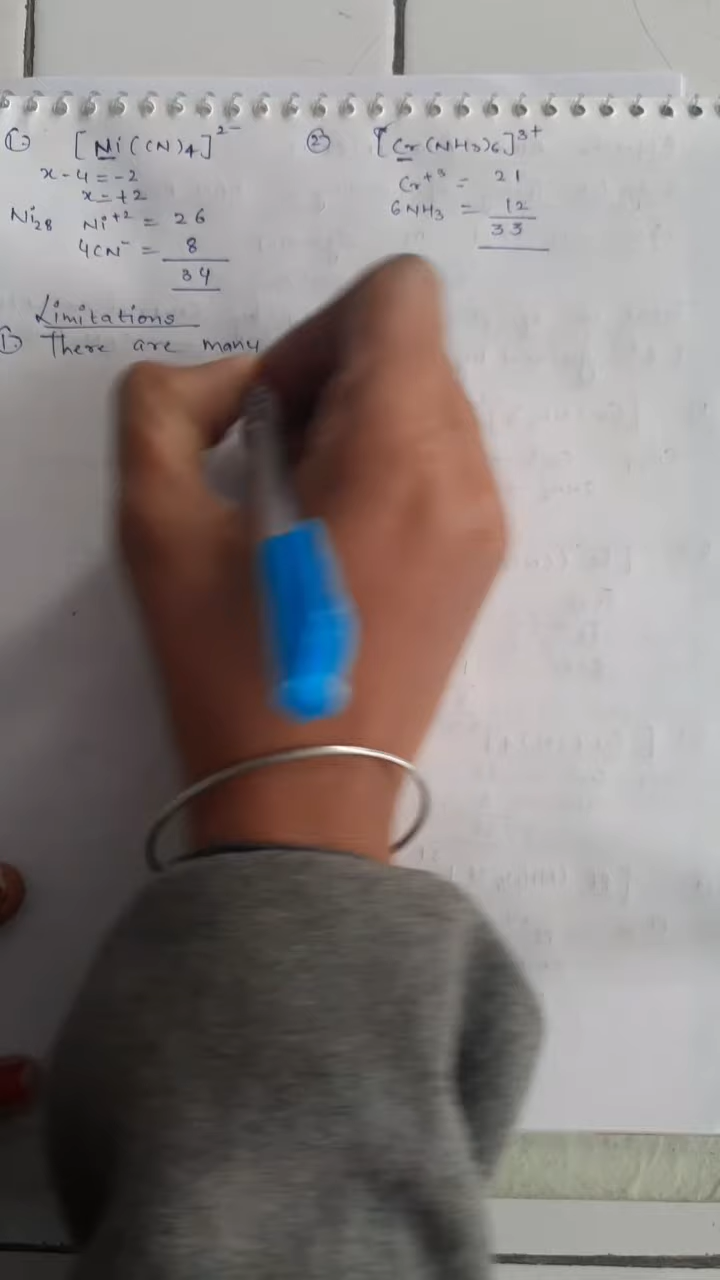 1. [Ni(CN)4]2-
x-4=-2
x=+2
Ni28 Ni+2 = 26
4CN- = 8
34
2. [Cr(NH3)6]3+
Cr+3 = 21
6NH3 = 12
33
Limitations
1. There are many